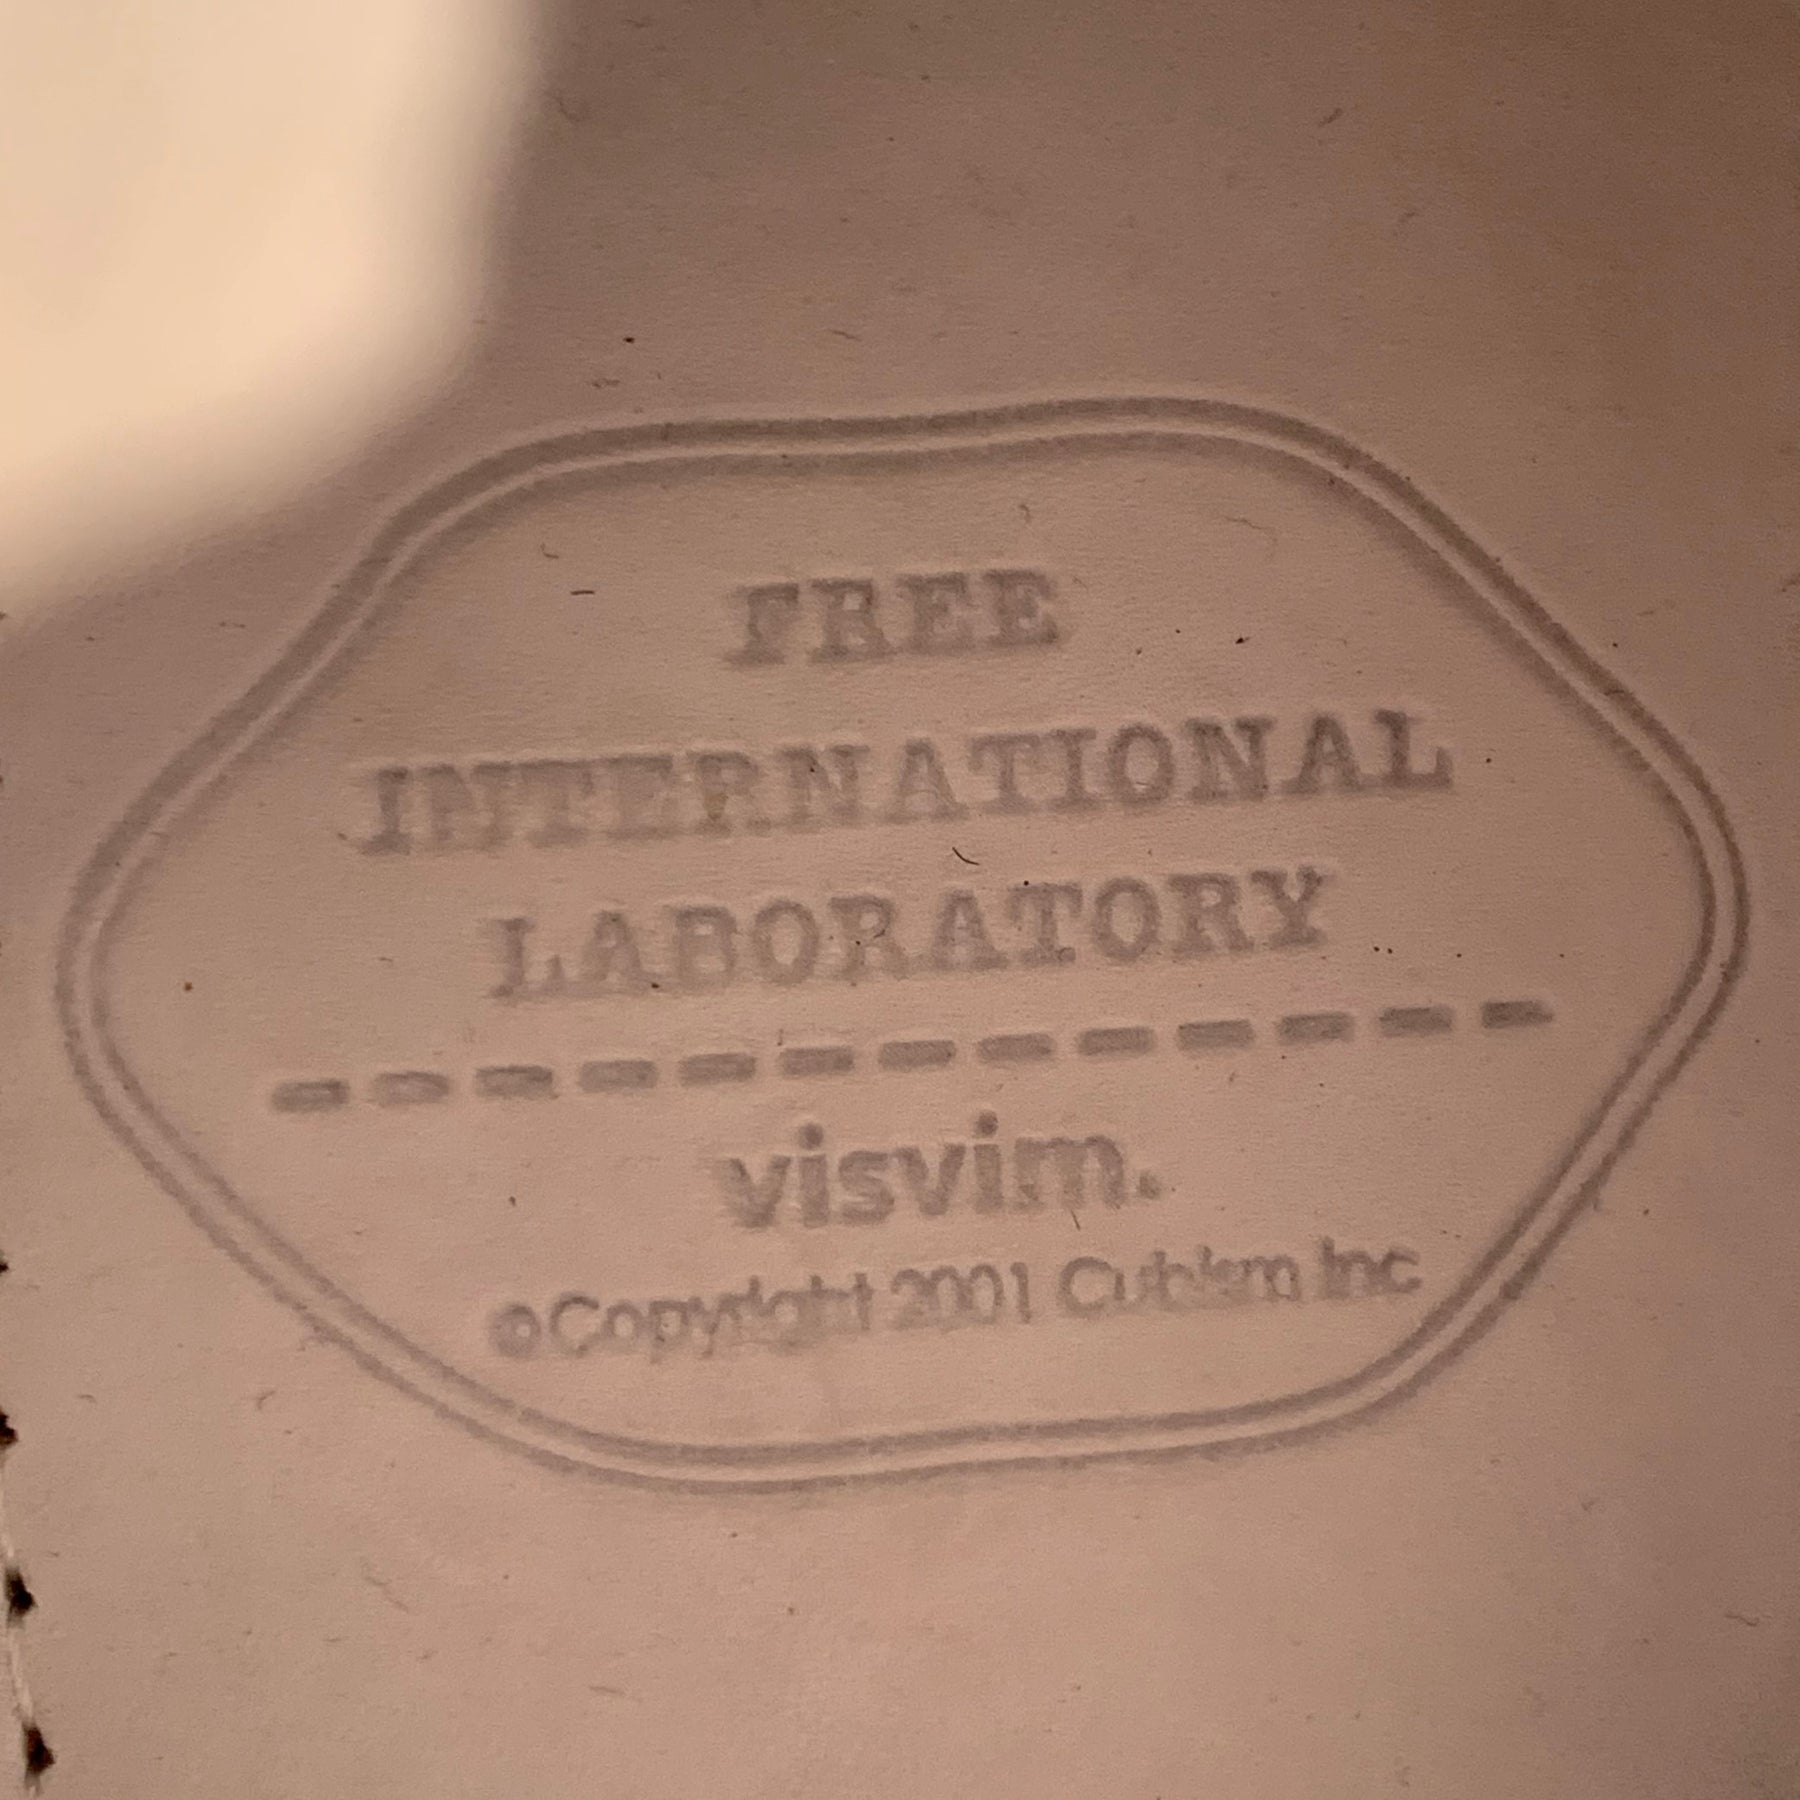 FREE
INTERNATIONAL
LABORATORY
visvim.
©Copyright 2001 Cubism Inc